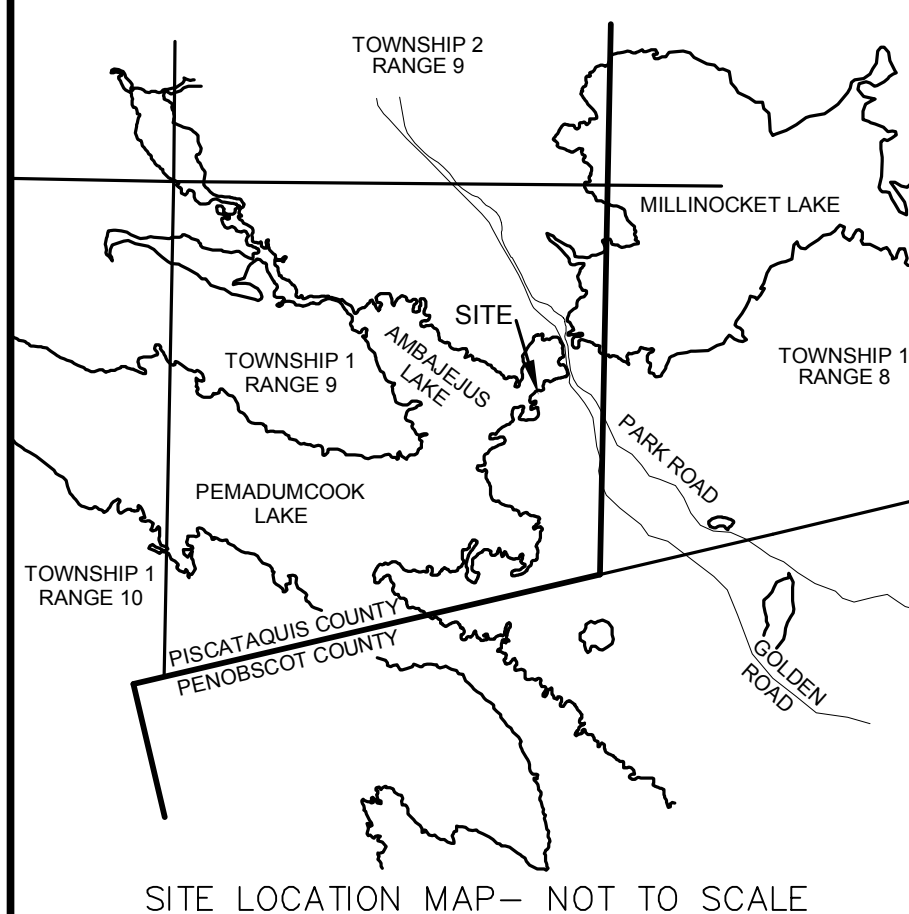 TOWNSHIP 2
RANGE 9
MILLINOCKET LAKE
SITE
AMBAJEJUS
LAKE
TOWNSHIP 1
RANGE 9
TOWNSHIP 1
RANGE 8
PARK ROAD
PEMADUMCOOK
LAKE
TOWNSHIP 1
RANGE 10
PISCATAQUIS COUNTY
PENOBSCOT COUNTY
GOLDEN
ROAD
SITE LOCATION MAP- NOT TO SCALE